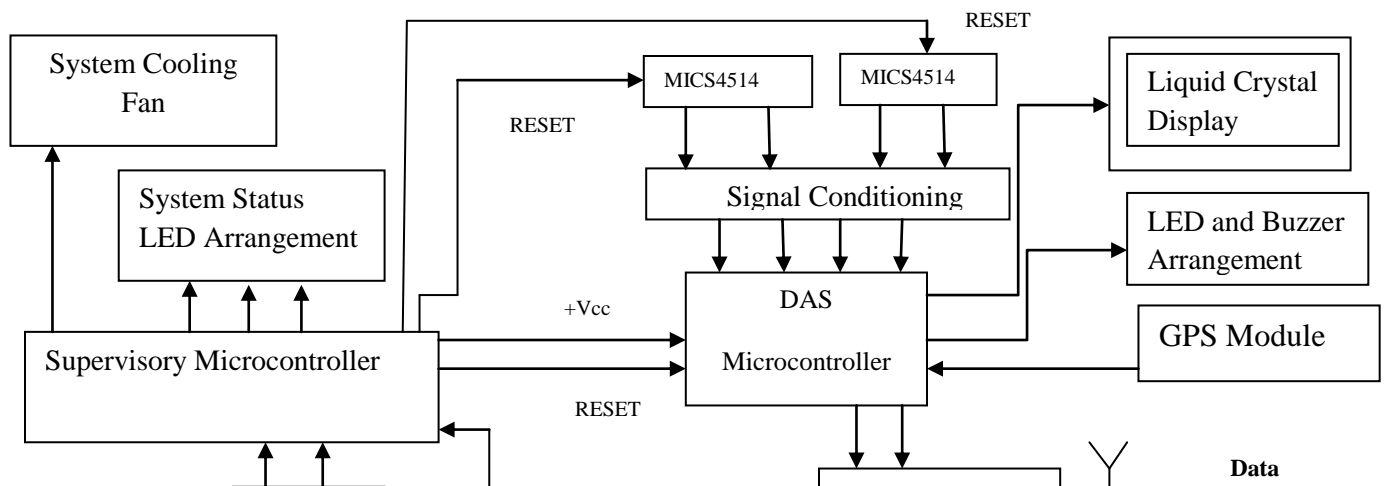 RESET
System Cooling
Fan
MICS4514
MICS4514
Liquid Crystal
Display
RESET
System Status
LED Arrangement
Signal Conditioning
LED and Buzzer
Arrangement
DAS
Microcontroller
+Vcc
GPS Module
Supervisory Microcontroller
RESET
Data